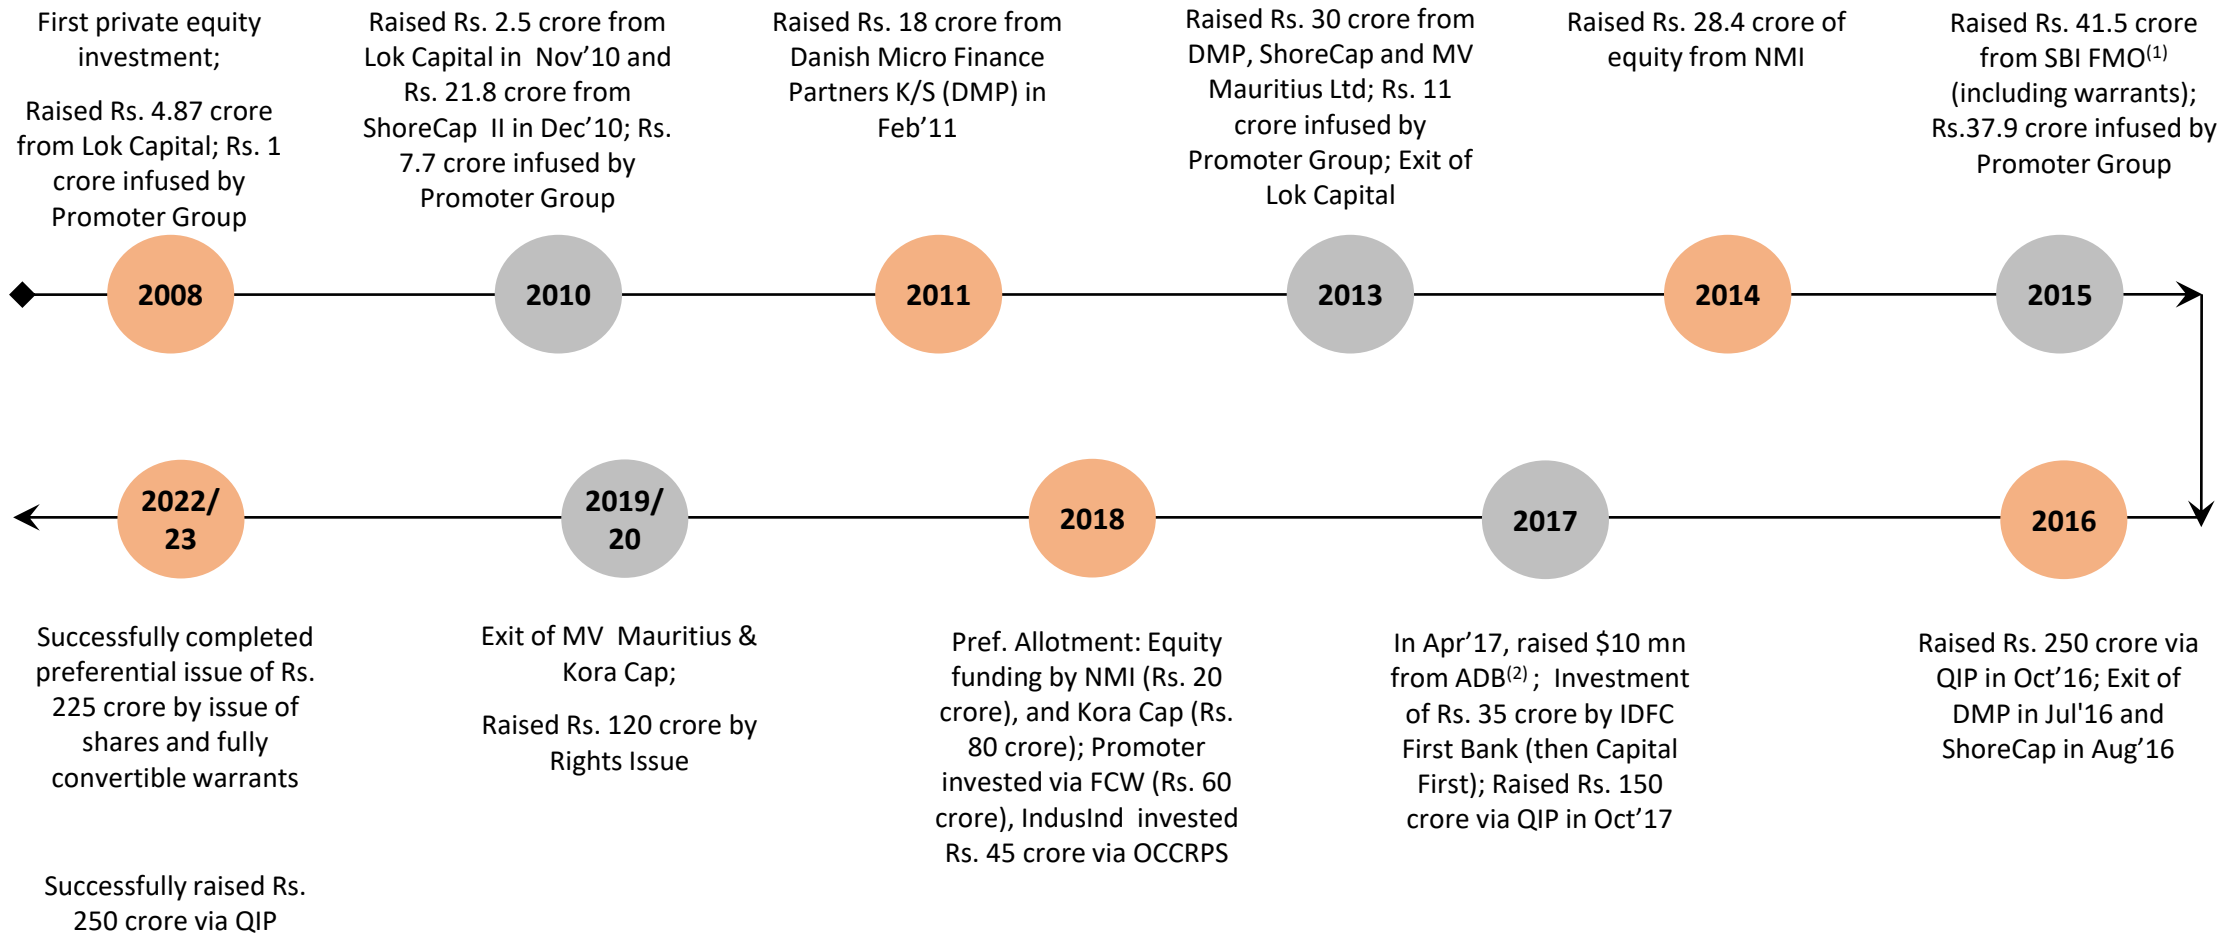 First private equity
investment;
Raised Rs. 4.87 crore
from Lok Capital; Rs. 1
crore infused by
Promoter Group
Raised Rs. 2.5 crore from
Lok Capital in Nov’10 and
Rs. 21.8 crore from
ShoreCap II in Dec’10; Rs.
7.7 crore infused by
Promoter Group
Raised Rs. 18 crore from
Danish Micro Finance
Partners K/S (DMP) in
Feb’11
Raised Rs. 30 crore from
DMP, ShoreCap and MV
Mauritius Ltd; Rs. 11
crore infused by
Promoter Group; Exit of
Lok Capital
Raised Rs. 28.4 crore of
equity from NMI
Raised Rs. 41.5 crore
from SBI FMO(1)
(including warrants);
Rs.37.9 crore infused by
Promoter Group
2008
2010
2011
2013
2014
2015
2022/
23
2019/
20
2018
2017
2016
Successfully completed
preferential issue of Rs.
225 crore by issue of
shares and fully
convertible warrants
Successfully raised Rs.
250 crore via QIP
Exit of MV Mauritius &
Kora Cap;
Raised Rs. 120 crore by
Rights Issue
Pref. Allotment: Equity
funding by NMI (Rs. 20
crore), and Kora Cap (Rs.
80 crore); Promoter
invested via FCW (Rs. 60
crore), IndusInd invested
Rs. 45 crore via OCCRPS
In Apr’17, raised $10 mn
from ADB(2) ; Investment
of Rs. 35 crore by IDFC
First Bank (then Capital
First); Raised Rs. 150
crore via QIP in Oct’17
Raised Rs. 250 crore via
QIP in Oct’16; Exit of
DMP in Jul'16 and
ShoreCap in Aug’16